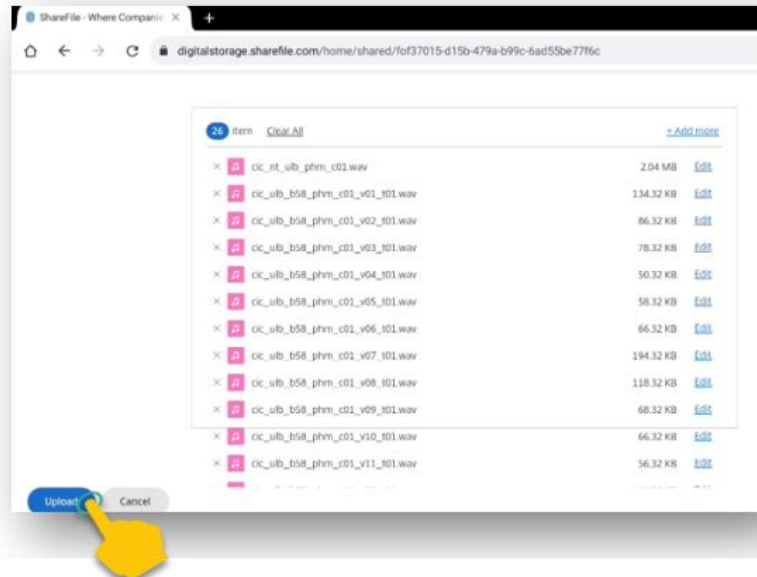 ShareFile - Where Companie
digitalstorage.sharefile.com/home/shared/fof37015-d15b-479a-b99c-6ad55be77f6c
26 item Clear All + Add more
cic_nt_ulb_phm_c01.wav 2.04 MB Edit
cic_ulb_b58_phm_c01_v01_t01.wav 134.32 KB Edit
cic_ulb_b58_phm_c01_v02_t01.wav 86.32 KB Edit
cic_ulb_b58_phm_c01_v03_t01.wav 78.32 KB Edit
cic_ulb_b58_phm_c01_v04_t01.wav 50.32 KB Edit
cic_ulb_b58_phm_c01_v05_t01.wav 58.32 KB Edit
cic_ulb_b58_phm_c01_v06_t01.wav 66.32 KB Edit
cic_ulb_b58_phm_c01_v07_t01.wav 194.32 KB Edit
cic_ulb_b58_phm_c01_v08_t01.wav 118.32 KB Edit
cic_ulb_b58_phm_c01_v09_t01.wav 68.32 KB Edit
cic_ulb_b58_phm_c01_v10_t01.wav 66.32 KB Edit
cic_ulb_b58_phm_c01_v11_t01.wav 56.32 KB Edit
Upload Cancel